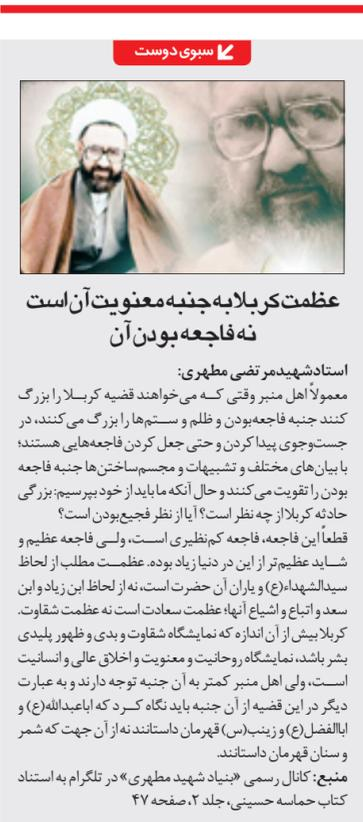 سبوی دوست
عظمت کربلا به جنبه معنویت آن است
نه فاجعه بودن آن
استاد شهید مرتضی مطهری:
معمولاً اهل منبر وقتی کـه می‌خواهند قضیه کربـلا را بزرگ
کنند جنبه فاجعه‌بودن و ظلم و ســتم‌ها را بزرگ می‌کنند، در
جست‌وجوی پیدا کردن و حتی جعل کردن فاجعه‌هایی هستند؛
با بیان‌های مختلف و تشبیهات و مجسم‌ساختن‌ها جنبه فاجعه
بودن را تقویت می‌کنند و حال آنکه ما باید از خود بپرسیم: بزرگی
حادثه کربلا از چه نظر است؟ آیا از نظر فجیع‌بودن است؟
قطعاً این فاجعه، فاجعه کم‌نظیری اســت، ولــی فاجعه عظیم و
شــاید عظیم‌تر از این در دنیا زیاد بوده. عظمــت مطلب از لحاظ
سیدالشهداء(ع) و یاران آن حضرت است، نه از لحاظ ابن زیاد و ابن
سعد و اتباع و اشیاع آنها؛ عظمت سعادت است نه عظمت شقاوت.
کربلا بیش از آن اندازه که نمایشگاه شقاوت و بدی و ظهور پلیدی
بشر باشد، نمایشگاه روحانیت و معنویت و اخلاق عالی و انسانیت
اســت، ولی اهل منبر کمتر به آن جنبه توجه دارند و به عبارت
دیگر در این قضیه از آن جنبه باید نگاه کــرد که اباعبدالله(ع) و
اباالفضل(ع) و زینب(س) قهرمان داستانند نه از آن جهت که شمر
و سنان قهرمان داستانند.
منبع: کانال رسمی «بنیاد شهید مطهری» در تلگرام به استناد
کتاب حماسه حسینی، جلد ۲، صفحه ۴۷